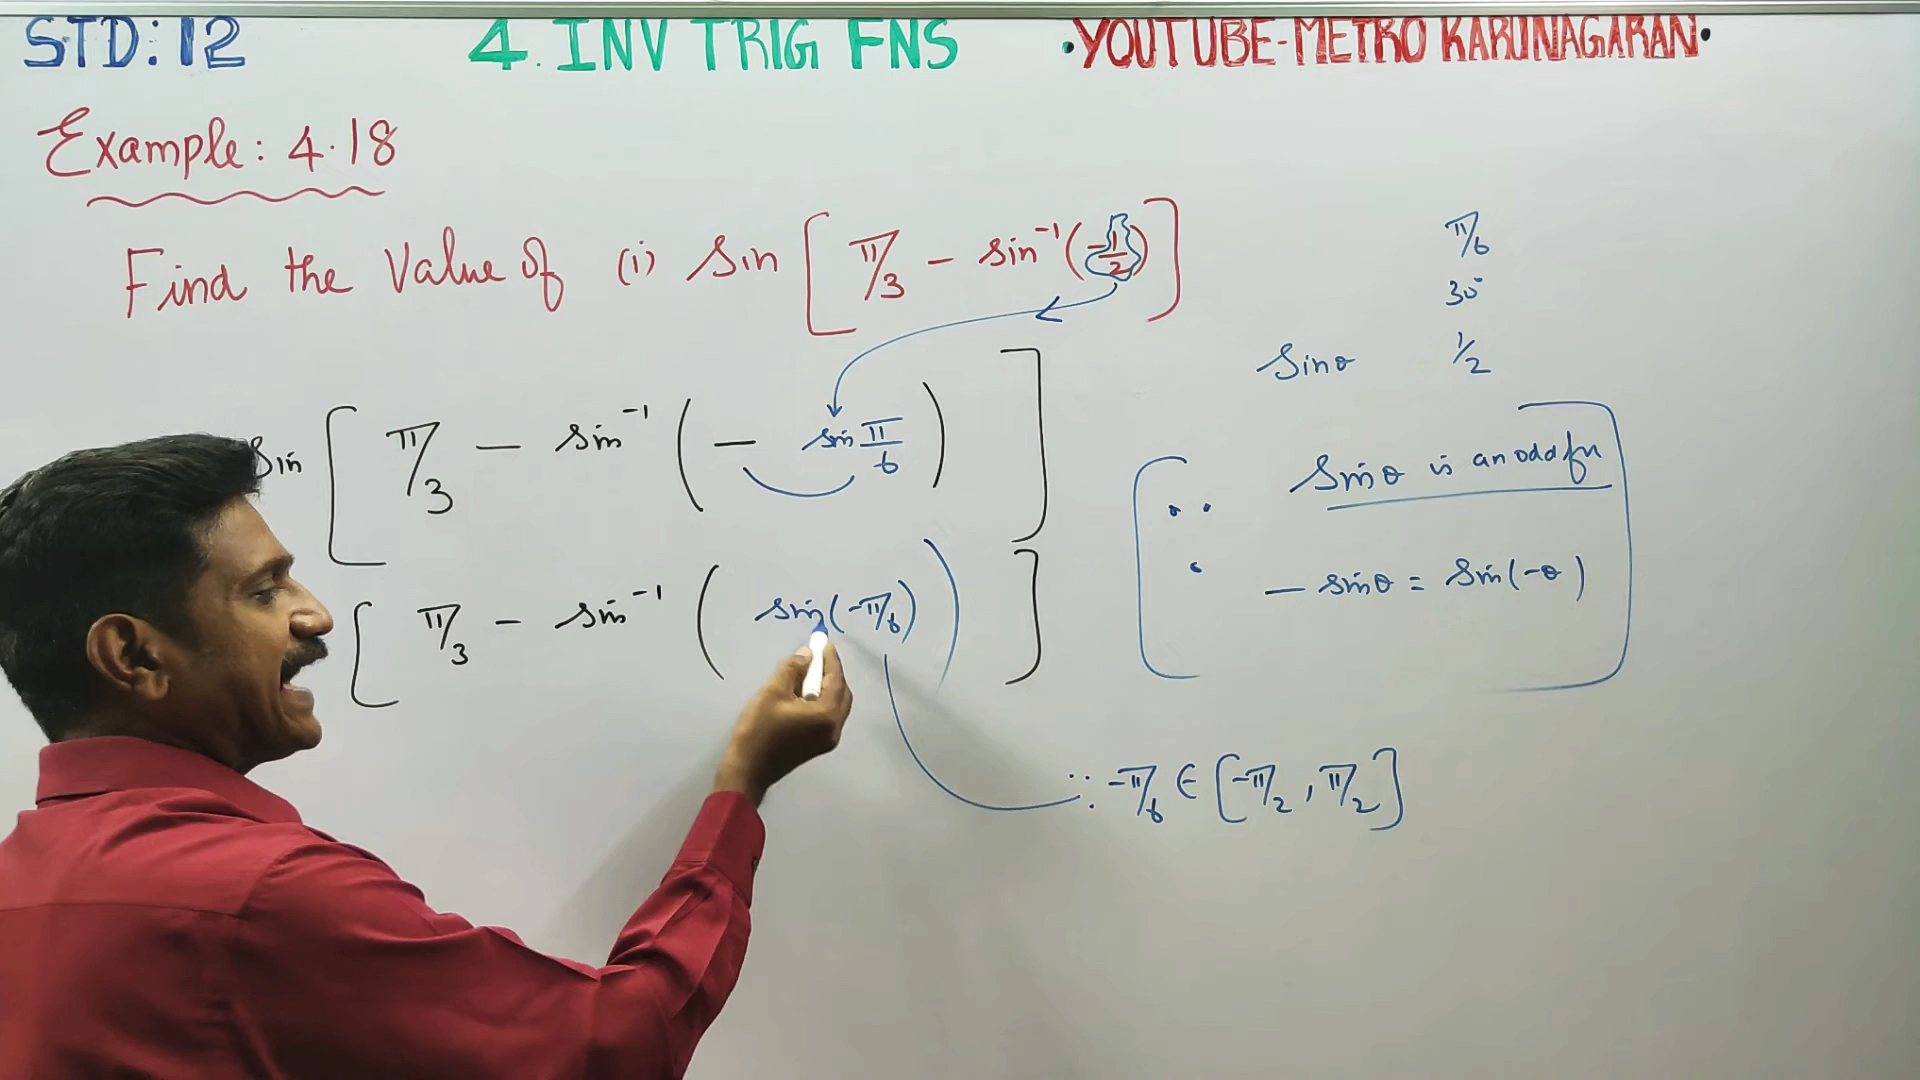 STD: 12 4. INV TRIG FNS • YOUTUBE-METRO KARUNAGARAN •
Example: 4.18
Find the Value of (i) sin [ π/3 − sin⁻¹(−1/2) ]
π/6
30°
sinθ 1/2
sin [ π/3 − sin⁻¹ ( − sin π/6 ) ]
∵ sinθ is an odd fn
− sinθ = sin(−θ)
[ π/3 − sin⁻¹ ( sin(−π/6) ) ]
∵ −π/6 ∈ [−π/2, π/2]